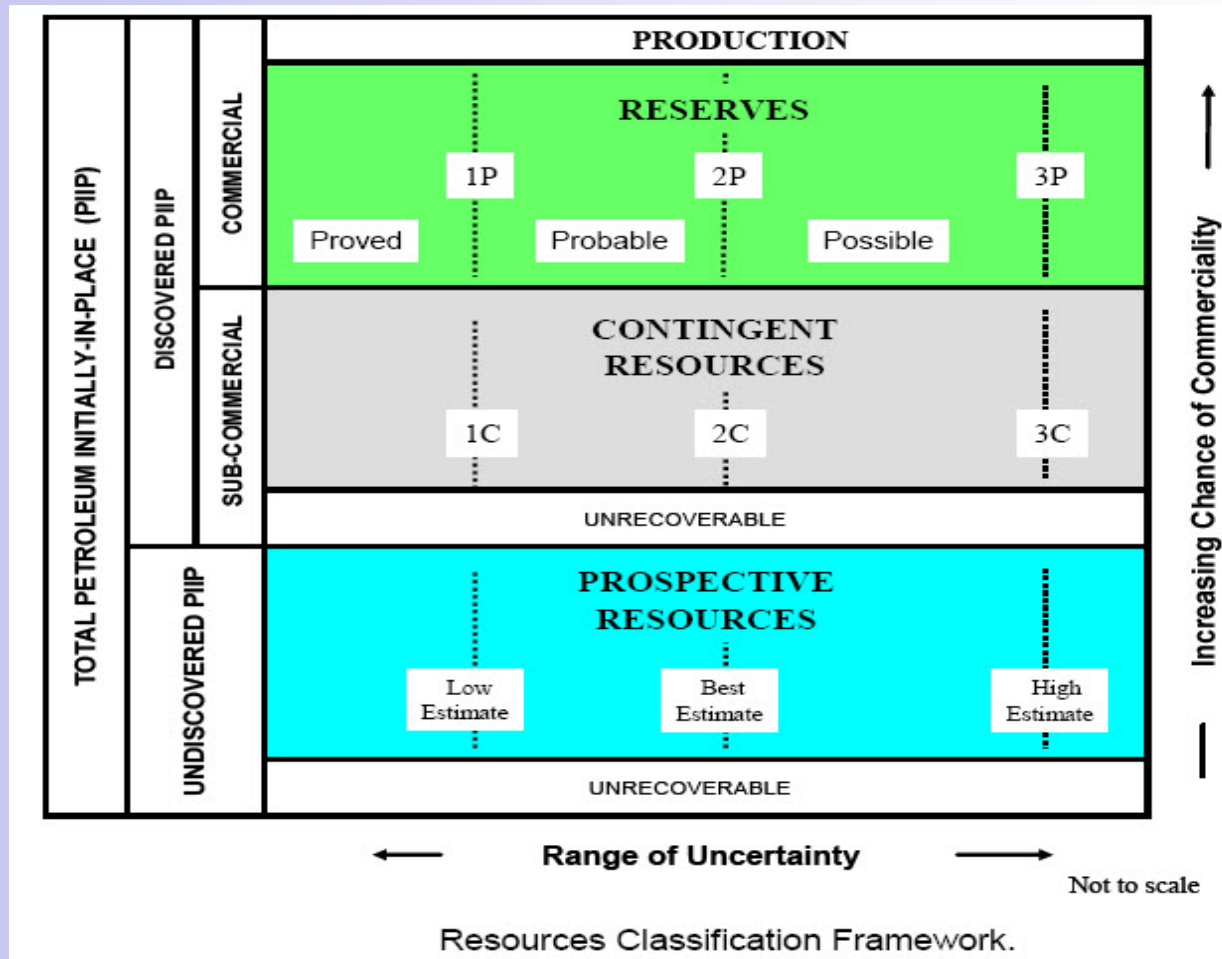 TOTAL PETROLEUM INITIALLY-IN-PLACE (PIIP)
DISCOVERED PIIP
UNDISCOVERED PIIP
COMMERCIAL
SUB-COMMERCIAL
PRODUCTION
RESERVES
1P 2P 3P
Proved Probable Possible
CONTINGENT
RESOURCES
1C 2C 3C
UNRECOVERABLE
PROSPECTIVE
RESOURCES
Low Best High
Estimate Estimate Estimate
UNRECOVERABLE
Increasing Chance of Commerciality
Range of Uncertainty
Not to scale
Resources Classification Framework.